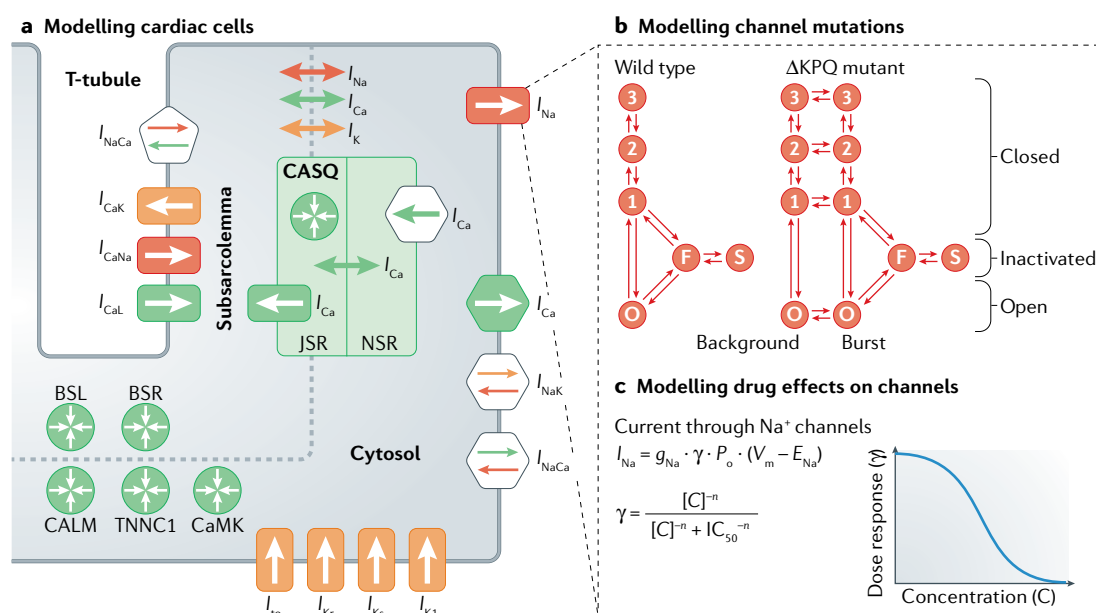 a Modelling cardiac cells
T-tubule
I_NaCa
I_CaK
I_CaNa
I_CaL
Subsarcolemma
I_Na
I_Ca
I_K
CASQ
I_Ca
I_Ca
I_Ca
JSR
NSR
I_Na
I_Ca
I_NaK
I_NaCa
BSL
BSR
CALM
TNNC1
CaMK
Cytosol
b Modelling channel mutations
Wild type
3
2
1
F
S
O
ΔKPQ mutant
3 3
2 2
1 1
F S
O O
Background
Burst
Closed
Inactivated
Open
c Modelling drug effects on channels
Current through Na⁺ channels
I_Na = g_Na · γ · P_o · (V_m – E_Na)
γ = [C]⁻ⁿ / ([C]⁻ⁿ + IC₅₀⁻ⁿ)
Dose response (γ)
Concentration (C)